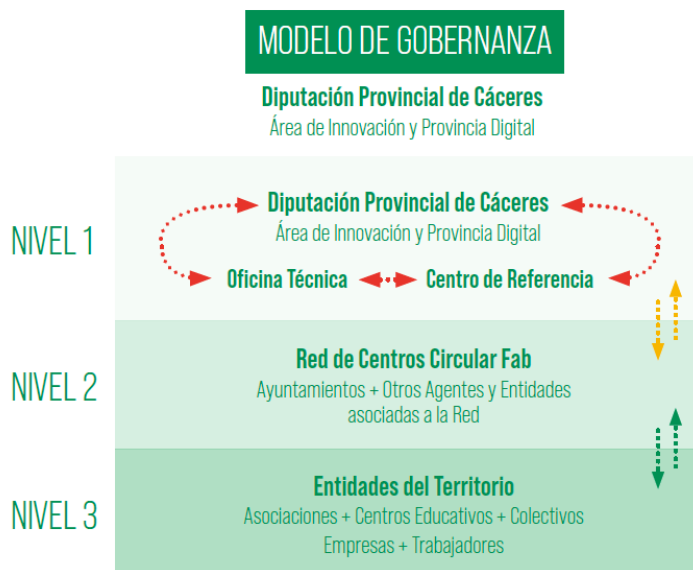 MODELO DE GOBERNANZA
Diputación Provincial de Cáceres
Área de Innovación y Provincia Digital
NIVEL 1
Diputación Provincial de Cáceres
Área de Innovación y Provincia Digital
Oficina Técnica
Centro de Referencia
NIVEL 2
Red de Centros Circular Fab
Ayuntamientos + Otros Agentes y Entidades
asociadas a la Red
NIVEL 3
Entidades del Territorio
Asociaciones + Centros Educativos + Colectivos
Empresas + Trabajadores